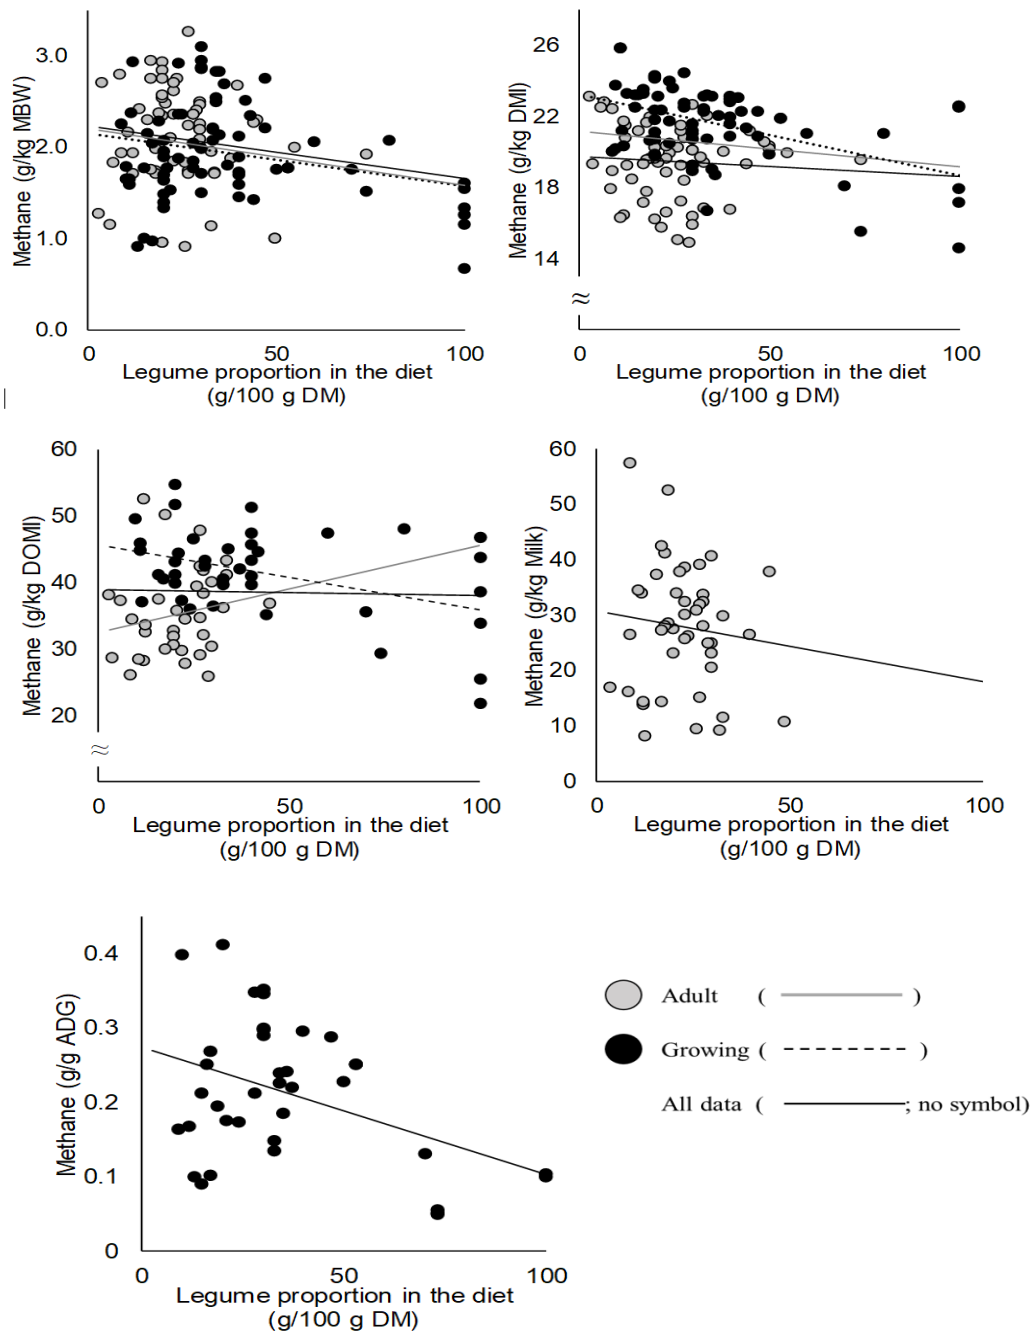 Methane (g/kg MBW)
3.0
2.0
1.0
0.0
0 50 100
Legume proportion in the diet
(g/100 g DM)
Methane (g/kg DMI)
26
22
18
14
≈
0 50 100
Legume proportion in the diet
(g/100 g DM)
Methane (g/kg DOMI)
60
50
40
30
20
≈
0 50 100
Legume proportion in the diet
(g/100 g DM)
Methane (g/kg Milk)
60
50
40
30
20
10
0
0 50 100
Legume proportion in the diet
(g/100 g DM)
Methane (g/g ADG)
0.4
0.3
0.2
0.1
0
0 50 100
Legume proportion in the diet
(g/100 g DM)
Adult ( )
Growing ( )
All data ( ; no symbol)